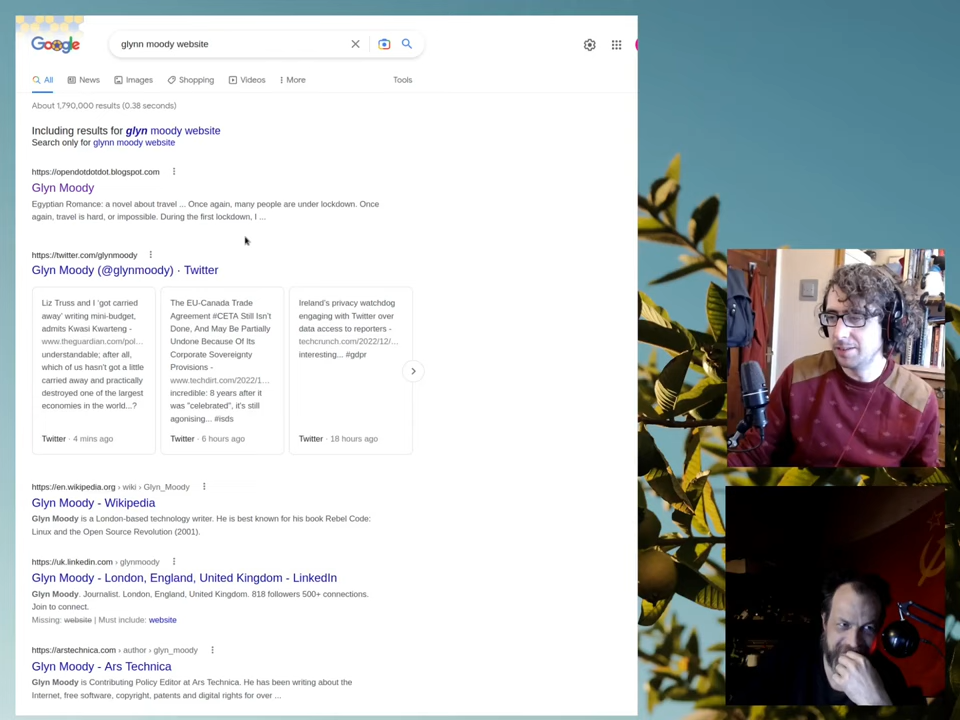 Google
glynn moody website
All
News
Images
Shopping
Videos
More
Tools
About 1,790,000 results (0.38 seconds)
Including results for glyn moody website
Search only for glynn moody website
https://opendotdotdot.blogspot.com
Glyn Moody
Egyptian Romance: a novel about travel ... Once again, many people are under lockdown. Once
again, travel is hard, or impossible. During the first lockdown, I ...
https://twitter.com/glynmoody
Glyn Moody (@glynmoody) · Twitter
Liz Truss and I 'got carried
away' writing mini-budget,
admits Kwasi Kwarteng -
www.theguardian.com/pol...
understandable; after all,
which of us hasn't got a little
carried away and practically
destroyed one of the largest
economies in the world...?
Twitter · 4 mins ago
The EU-Canada Trade
Agreement #CETA Still Isn't
Done, And May Be Partially
Undone Because Of Its
Corporate Sovereignty
Provisions -
www.techdirt.com/2022/1...
incredible: 8 years after it
was "celebrated", it's still
agonising... #isds
Twitter · 6 hours ago
Ireland's privacy watchdog
engaging with Twitter over
data access to reporters -
techcrunch.com/2022/12/...
interesting... #gdpr
Twitter · 18 hours ago
https://en.wikipedia.org › wiki › Glyn_Moody
Glyn Moody - Wikipedia
Glyn Moody is a London-based technology writer. He is best known for his book Rebel Code:
Linux and the Open Source Revolution (2001).
https://uk.linkedin.com › glynmoody
Glyn Moody - London, England, United Kingdom - LinkedIn
Glyn Moody. Journalist. London, England, United Kingdom. 818 followers 500+ connections.
Join to connect.
Missing: website | Must include: website
https://arstechnica.com › author › glyn_moody
Glyn Moody - Ars Technica
Glyn Moody is Contributing Policy Editor at Ars Technica. He has been writing about the
Internet, free software, copyright, patents and digital rights for over ...